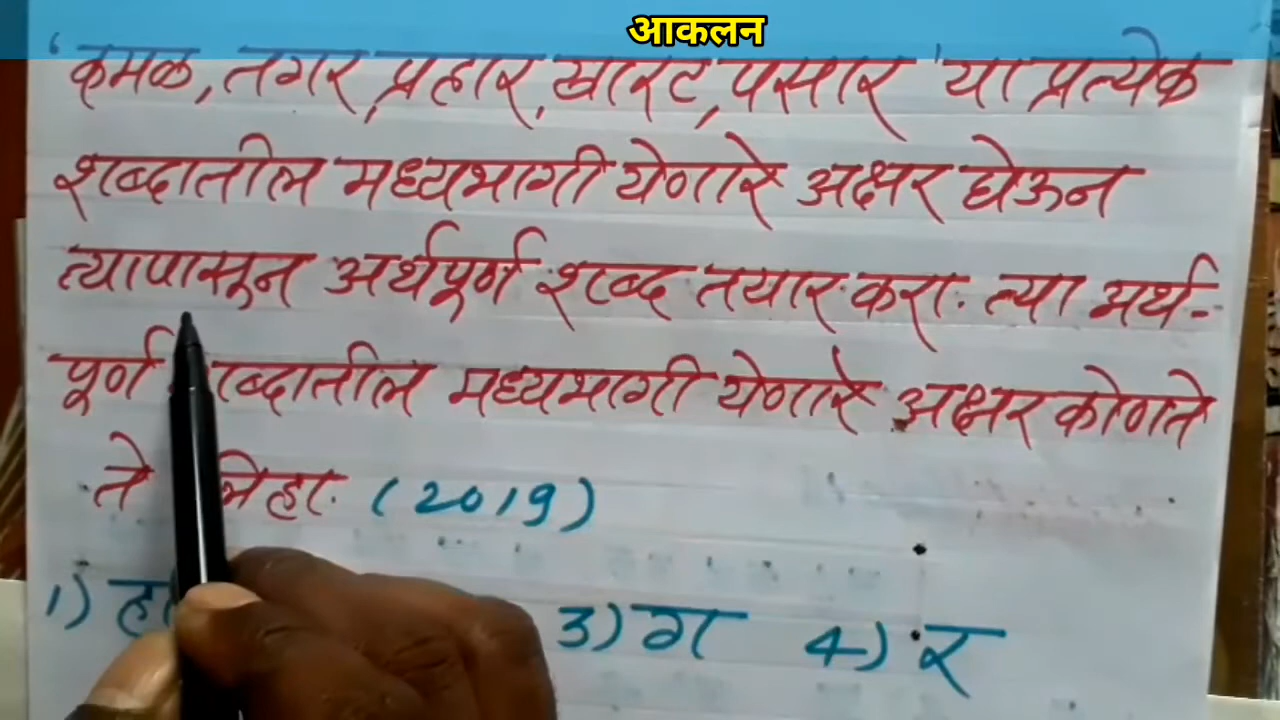 आकलन
'कमळ, तगर, प्रहार, खारट, पसार' या प्रत्येक
शब्दातील मध्यभागी येणारे अक्षर घेऊन
त्यापासून अर्थपूर्ण शब्द तयार करा. त्या अर्थ-
पूर्ण शब्दातील मध्यभागी येणारे अक्षर कोणते
ते लिहा. (2019)
1) हा 3) ग 4) र